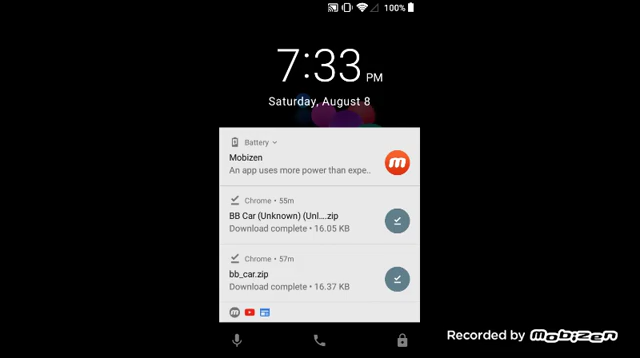 100%
7:33 PM
Saturday, August 8
Battery
Mobizen
An app uses more power than expe..
Chrome • 55m
BB Car (Unknown) (Unl....zip
Download complete • 16.05 KB
Chrome • 57m
bb_car.zip
Download complete • 16.37 KB
Recorded by Mobizen